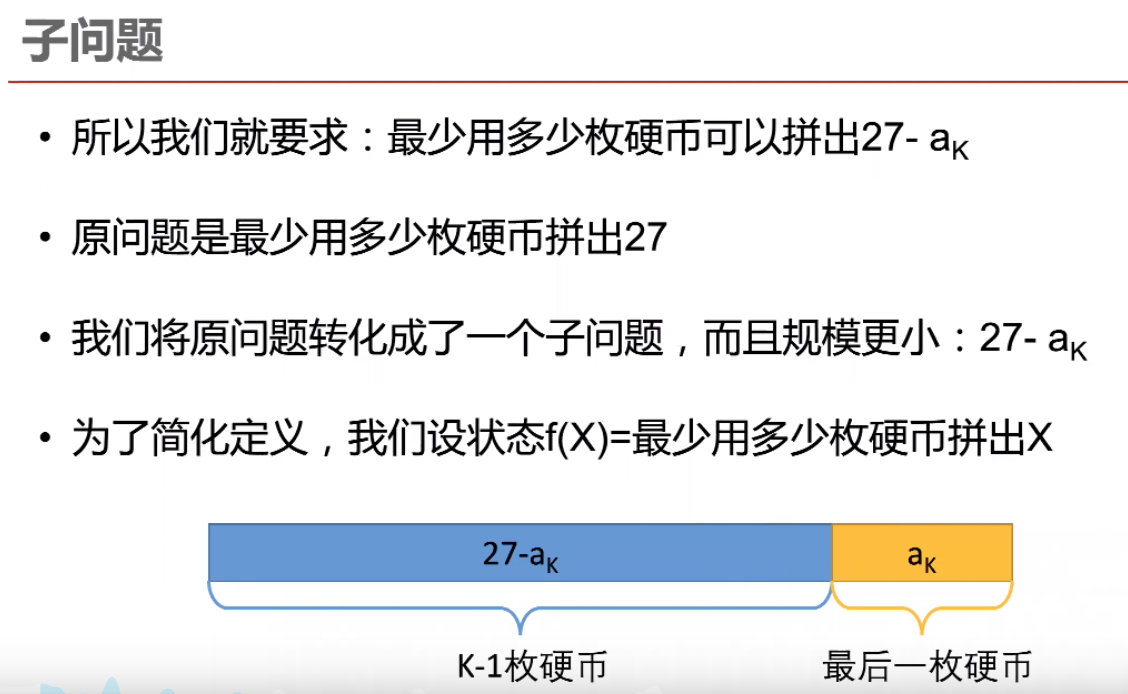 子问题
• 所以我们就要求：最少用多少枚硬币可以拼出27- aK
• 原问题是最少用多少枚硬币拼出27
• 我们将原问题转化成了一个子问题，而且规模更小：27- aK
• 为了简化定义，我们设状态f(X)=最少用多少枚硬币拼出X
27-aK aK
K-1枚硬币 最后一枚硬币